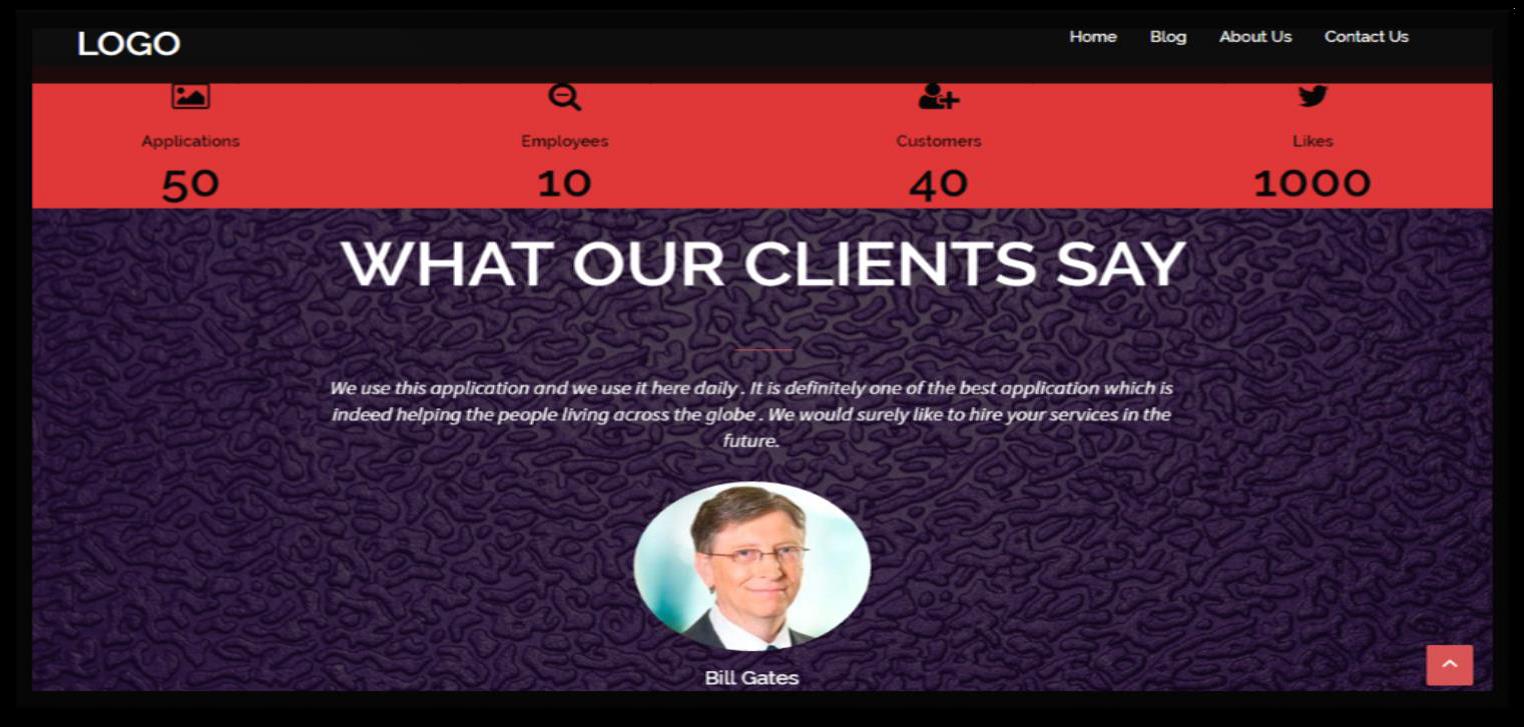 LOGO
Home Blog About Us Contact Us
Applications Employees Customers Likes
50 10 40 1000
WHAT OUR CLIENTS SAY
We use this application and we use it here daily . It is definitely one of the best application which is
indeed helping the people living across the globe . We would surely like to hire your services in the
future.
Bill Gates